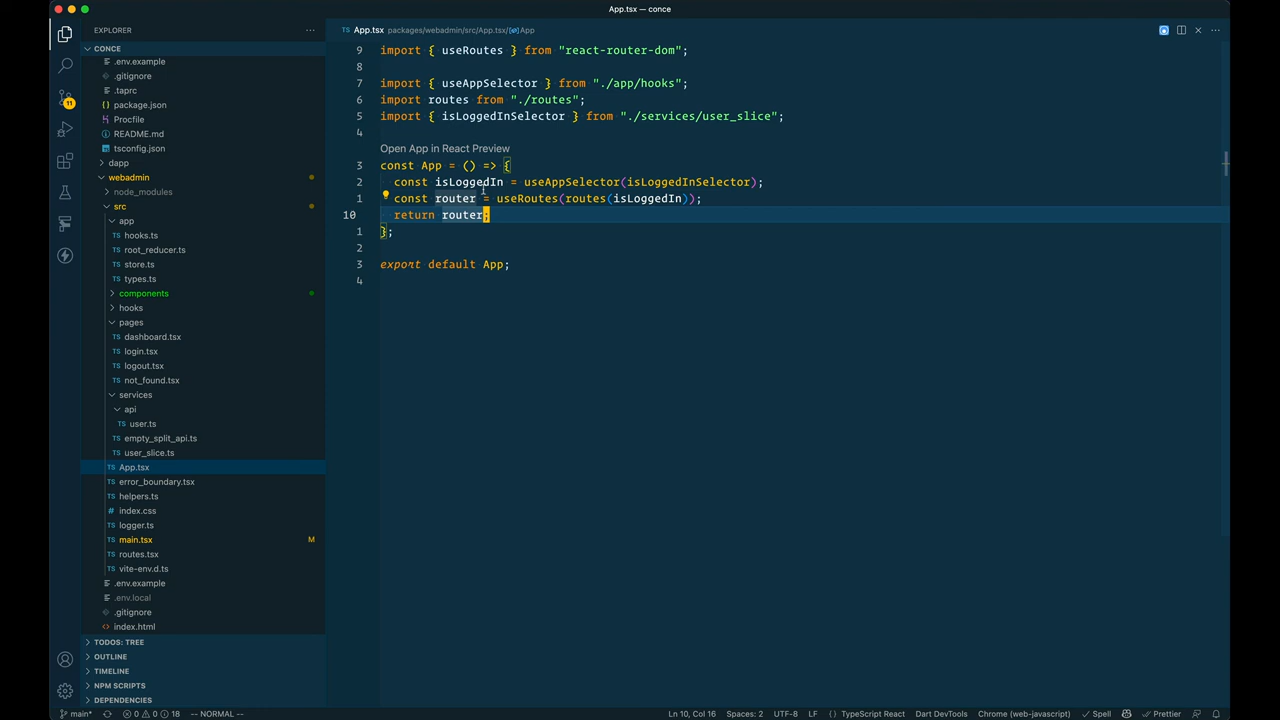 App.tsx — conce
EXPLORER
CONCE
.env.example
.gitignore
.taprc
package.json
Procfile
README.md
tsconfig.json
dapp
webadmin
node_modules
src
app
hooks.ts
root_reducer.ts
store.ts
types.ts
components
hooks
pages
dashboard.tsx
login.tsx
logout.tsx
not_found.tsx
services
api
user.ts
empty_split_api.ts
user_slice.ts
App.tsx
error_boundary.tsx
helpers.ts
index.css
logger.ts
main.tsx M
routes.tsx
vite-env.d.ts
.env.example
.env.local
.gitignore
index.html
TODOS: TREE
OUTLINE
TIMELINE
NPM SCRIPTS
DEPENDENCIES
11
TS App.tsx packages/webadmin/src/App.tsx/App
9 import { useRoutes } from "react-router-dom";
8
7 import { useAppSelector } from "./app/hooks";
6 import routes from "./routes";
5 import { isLoggedInSelector } from "./services/user_slice";
4
Open App in React Preview
3 const App = () => {
2 const isLoggedIn = useAppSelector(isLoggedInSelector);
1 const router = useRoutes(routes(isLoggedIn));
10 return router;
1 };
2
3 export default App;
4
main* 0 0 18 -- NORMAL -- Ln 10, Col 16 Spaces: 2 UTF-8 LF { } TypeScript React Dart DevTools Chrome (web-javascript) Spell Prettier